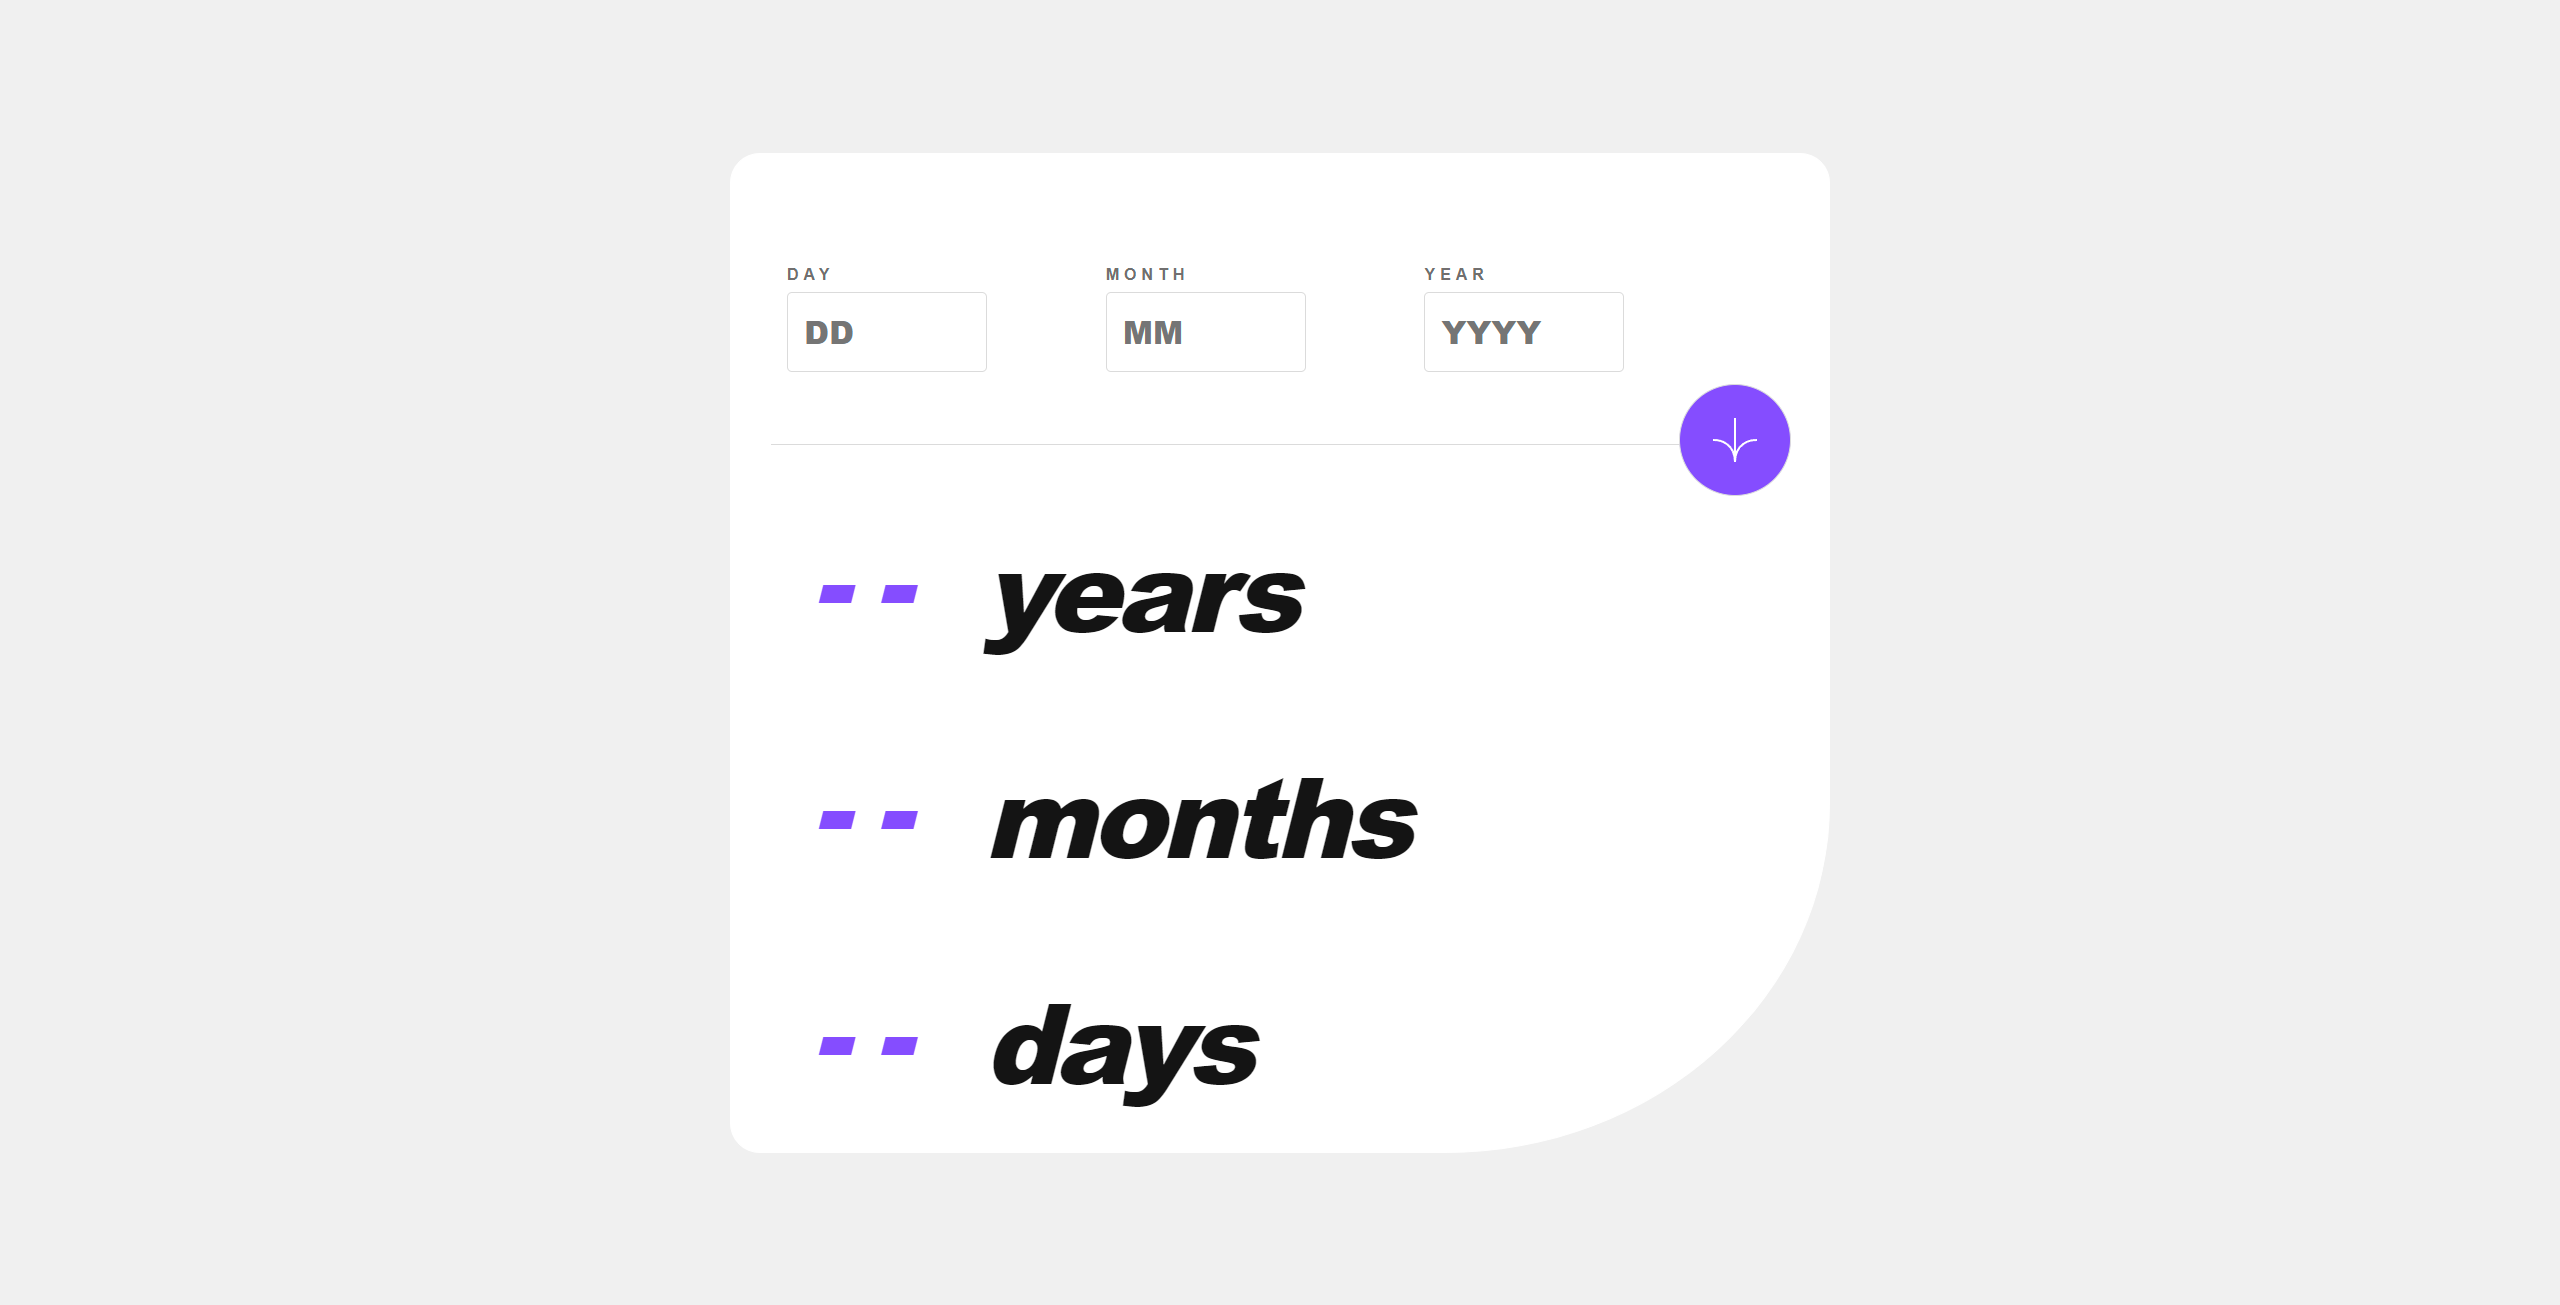 DAY MONTH YEAR
DD MM YYYY
-- years
-- months
-- days